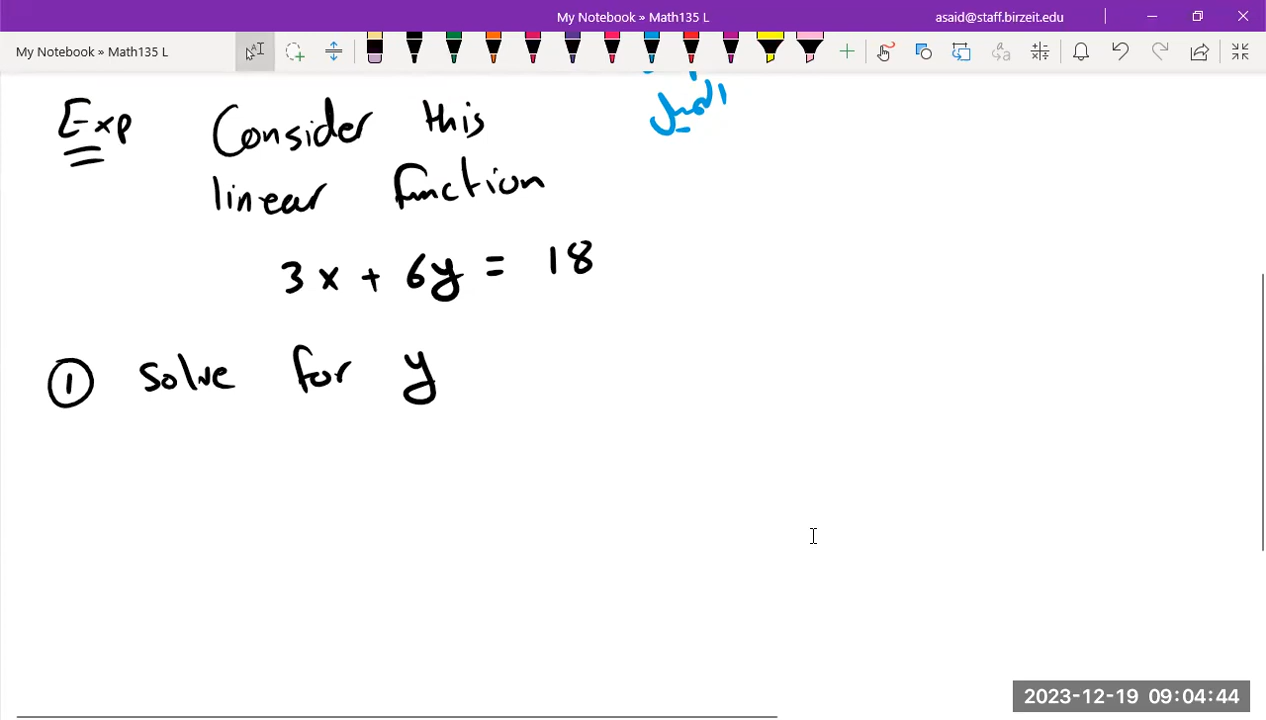 My Notebook » Math135 L
asaid@staff.birzeit.edu
My Notebook » Math135 L
Exp Consider this
linear function
3x + 6y = 18
① solve for y
2023-12-19 09:04:44